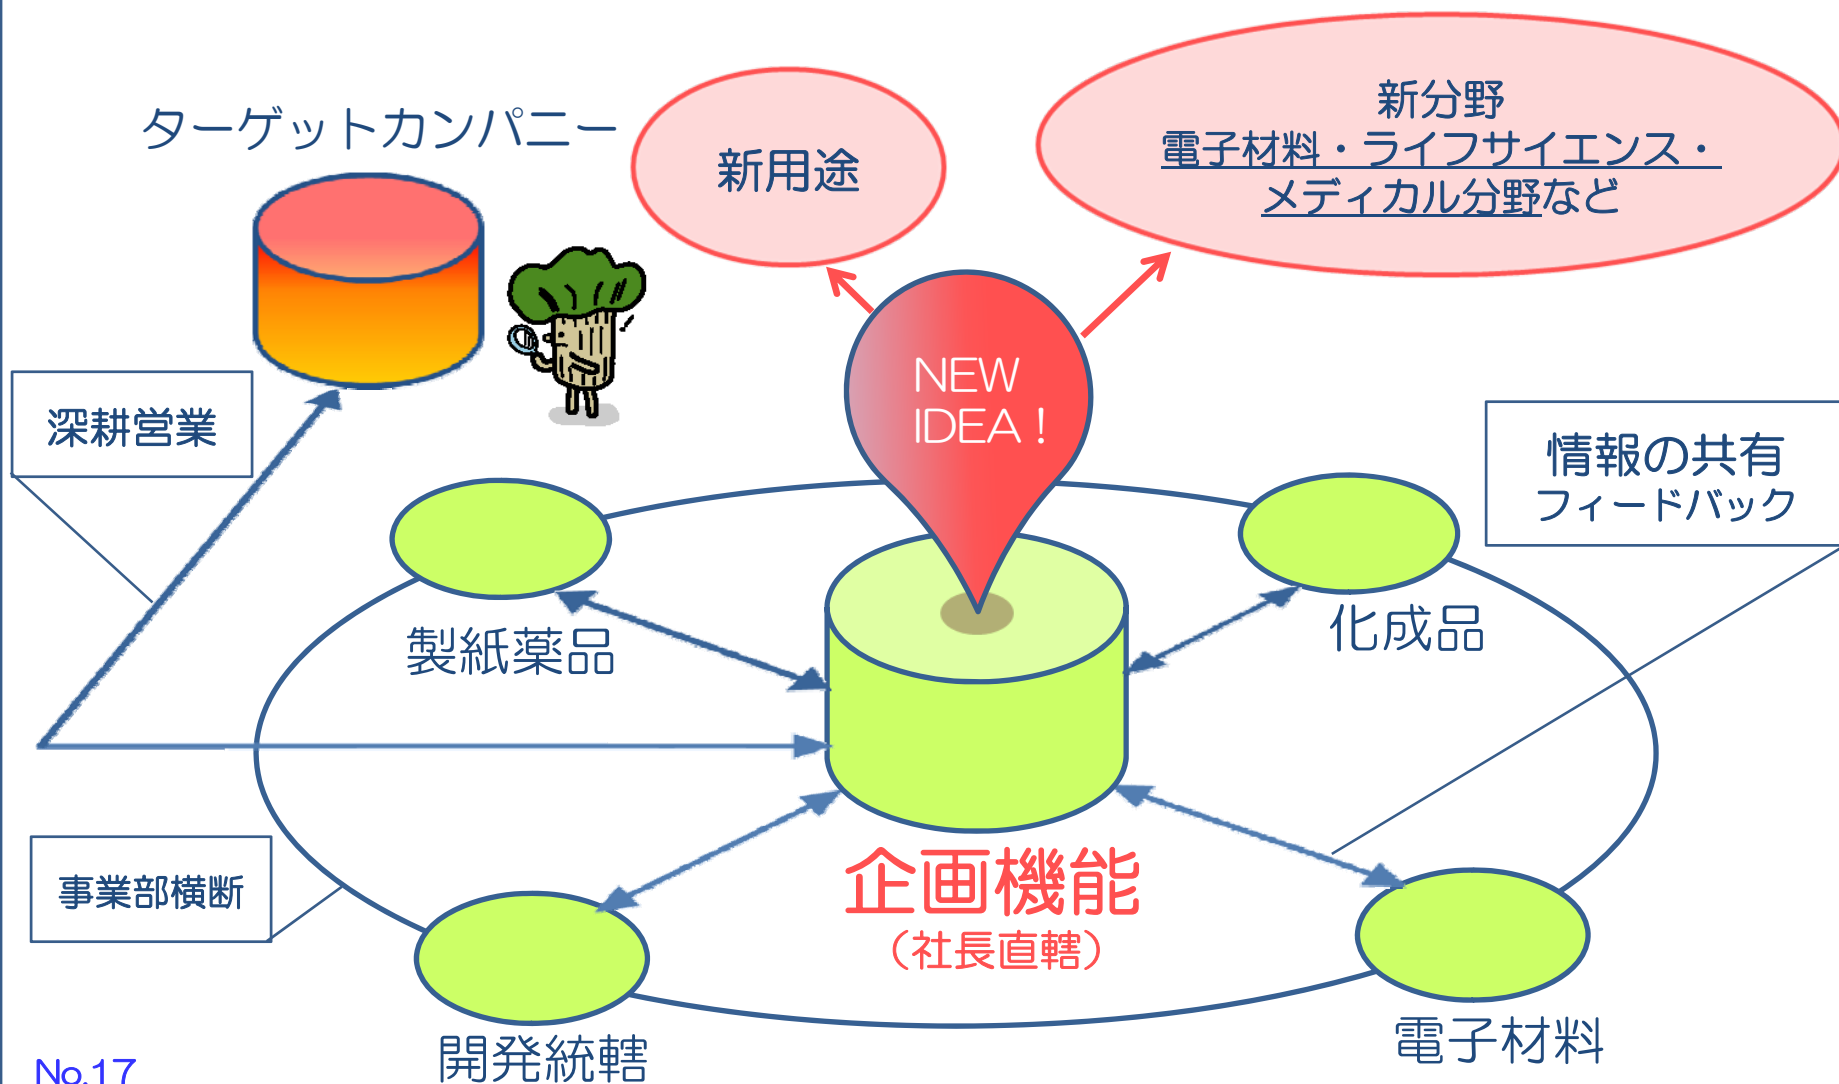 ターゲットカンパニー
新用途
新分野
電子材料・ライフサイエンス・
メディカル分野など
NEW
IDEA！
深耕営業
情報の共有
フィードバック
製紙薬品
化成品
事業部横断
企画機能
（社長直轄）
開発統轄
電子材料
No.17